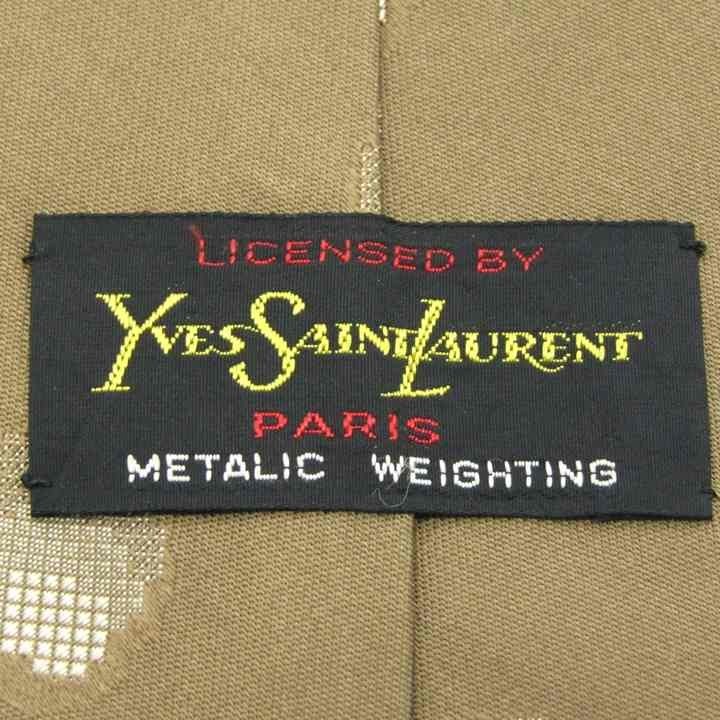 LICENSED BY
YVES SAINT LAURENT
PARIS
METALIC WEIGHTING